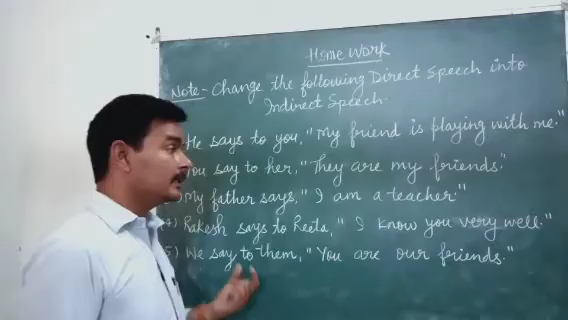 Home Work
Note- Change the following Direct Speech into
Indirect Speech.
He says to you, "My friend is playing with me."
You say to her, "They are my friends."
My father says, "I am a teacher"
4) Rakesh says to Reeta, " I know you very well."
5) We say to them, " You are our friends."